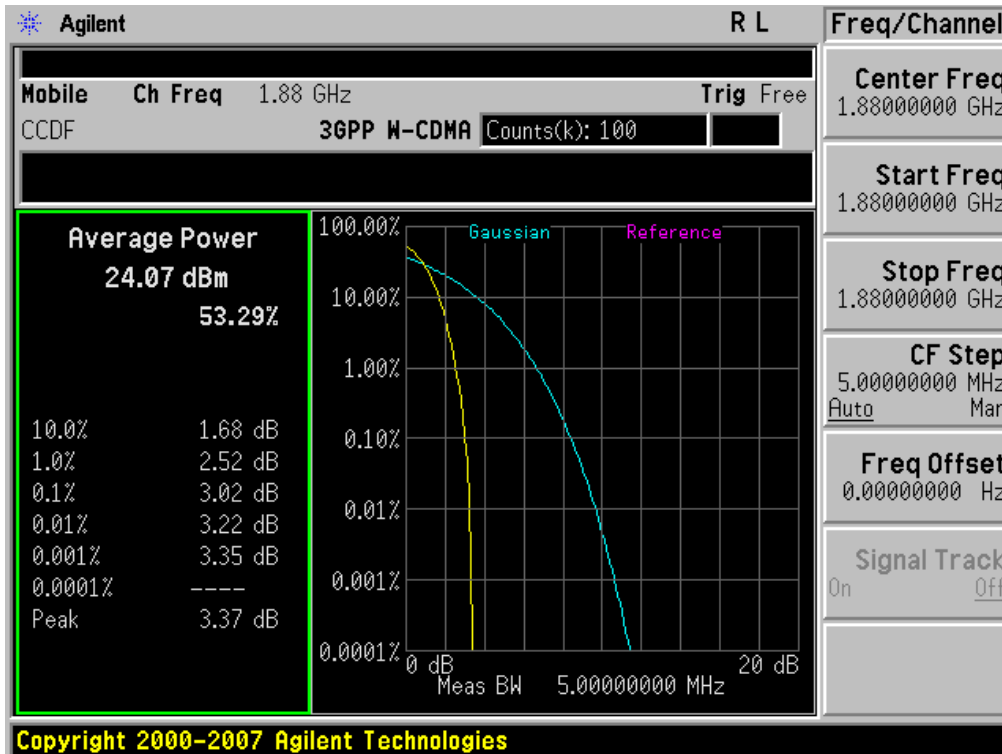 Agilent R L Freq/Channel
Mobile Ch Freq 1.88 GHz Trig Free
CCDF 3GPP W-CDMA Counts(k): 100
Average Power
24.07 dBm
53.29%
10.0% 1.68 dB
1.0% 2.52 dB
0.1% 3.02 dB
0.01% 3.22 dB
0.001% 3.35 dB
0.0001% ----
Peak 3.37 dB
Gaussian Reference
100.00%
10.00%
1.00%
0.10%
0.01%
0.001%
0.0001%
0 dB 20 dB
Meas BW 5.00000000 MHz
Center Freq
1.88000000 GHz
Start Freq
1.88000000 GHz
Stop Freq
1.88000000 GHz
CF Step
5.00000000 MHz
Auto Man
Freq Offset
0.00000000 Hz
Signal Track
On Off
Copyright 2000-2007 Agilent Technologies